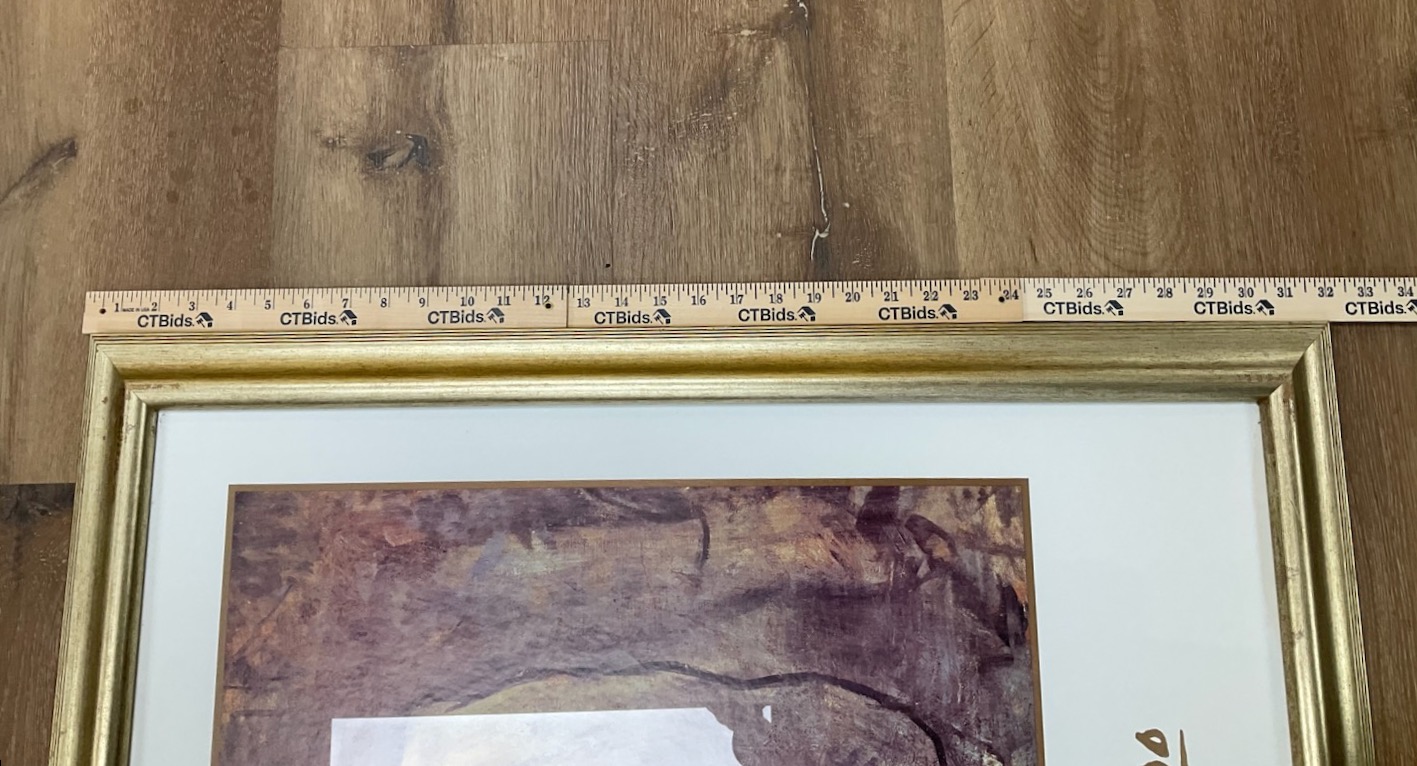 1 MADE IN USA 2 3 4 5 6 7 8 9 10 11 12 13 14 15 16 17 18 19 20 21 22 23 24 25 26 27 28 29 30 31 32 33 34
CTBids. CTBids. CTBids. CTBids. CTBids. CTBids. CTBids. CTBids. CTBids.